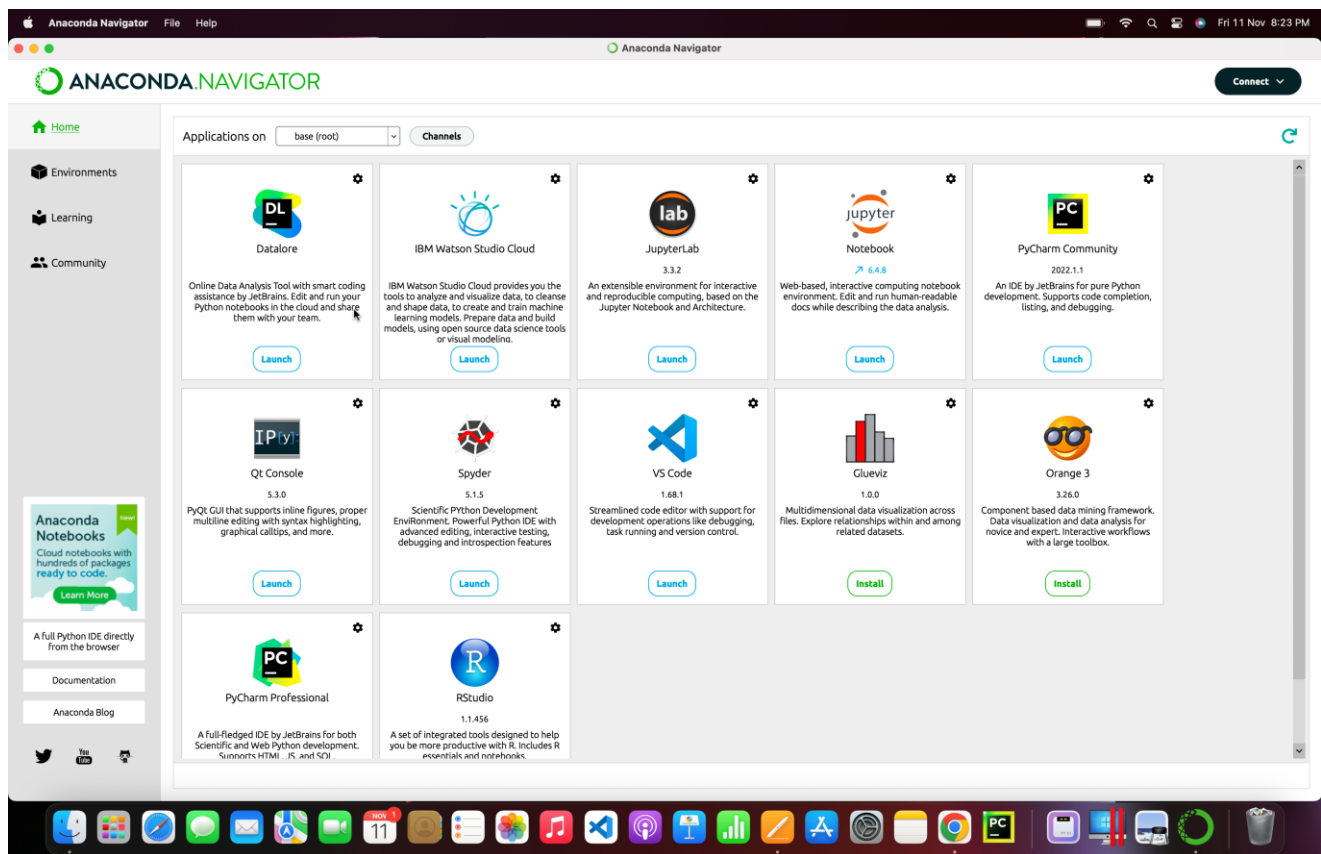 Anaconda Navigator File Help Fri 11 Nov 8:23 PM
Anaconda Navigator
ANACONDA.NAVIGATOR
Connect
Home
Environments
Learning
Community
Applications on base (root) Channels
DL
Datalore
Online Data Analysis Tool with smart coding
assistance by JetBrains. Edit and run your
Python notebooks in the cloud and share
them with your team.
Launch
IBM Watson Studio Cloud
IBM Watson Studio Cloud provides you the
tools to analyze and visualize data, to cleanse
and shape data, to create and train machine
learning models. Prepare data and build
models, using open source data science tools
or visual modeling.
Launch
lab
JupyterLab
3.3.2
An extensible environment for interactive
and reproducible computing, based on the
Jupyter Notebook and Architecture.
Launch
jupyter
Notebook
6.4.8
Web-based, interactive computing notebook
environment. Edit and run human-readable
docs while describing the data analysis.
Launch
PC
PyCharm Community
2022.1.1
An IDE by JetBrains for pure Python
development. Supports code completion,
listing, and debugging.
Launch
IP[y]:
Qt Console
5.3.0
PyQt GUI that supports inline figures, proper
multiline editing with syntax highlighting,
graphical calltips, and more.
Launch
Spyder
5.1.5
Scientific PYthon Development
EnviRonment. Powerful Python IDE with
advanced editing, interactive testing,
debugging and introspection features
Launch
VS Code
1.68.1
Streamlined code editor with support for
development operations like debugging,
task running and version control.
Launch
Glueviz
1.0.0
Multidimensional data visualization across
files. Explore relationships within and among
related datasets.
Install
Orange 3
3.26.0
Component based data mining framework.
Data visualization and data analysis for
novice and expert. Interactive workflows
with a large toolbox.
Install
PC
PyCharm Professional
A full-fledged IDE by JetBrains for both
Scientific and Web Python development.
Supports HTML, JS, and SQL.
R
RStudio
1.1.456
A set of integrated tools designed to help
you be more productive with R. Includes R
essentials and notebooks.
Anaconda
Notebooks
new!
Cloud notebooks with
hundreds of packages
ready to code.
Learn More
A full Python IDE directly
from the browser
Documentation
Anaconda Blog
You
Tube
NOV
11
1
PC